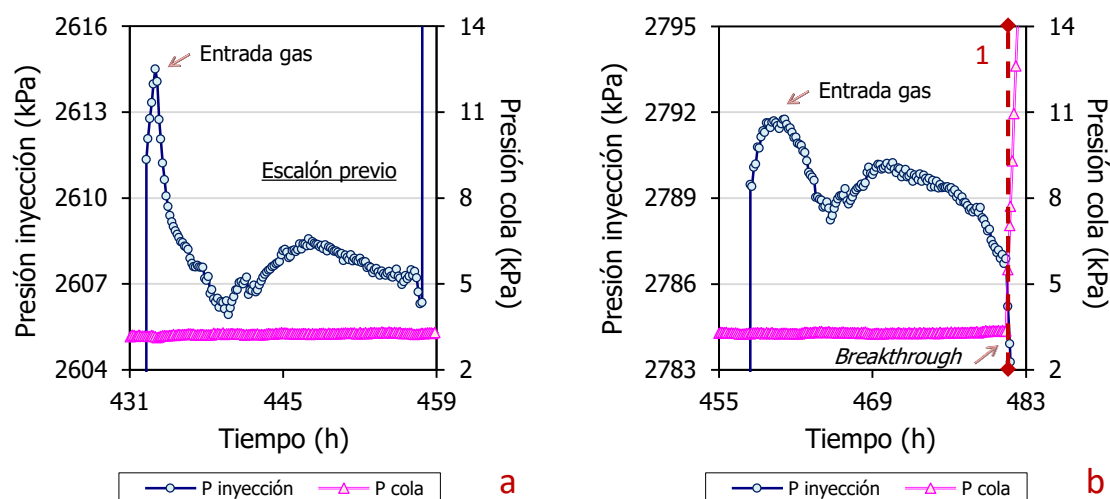 Presión inyección (kPa)
2616
2613
2610
2607
2604
Entrada gas
Escalón previo
14
11
8
5
2
Presión cola (kPa)
431
445
459
Tiempo (h)
P inyección
P cola
a
Presión inyección (kPa)
2795
2792
2789
2786
2783
1
Entrada gas
Breakthrough
14
11
8
5
2
Presión cola (kPa)
455
469
483
Tiempo (h)
P inyección
P cola
b